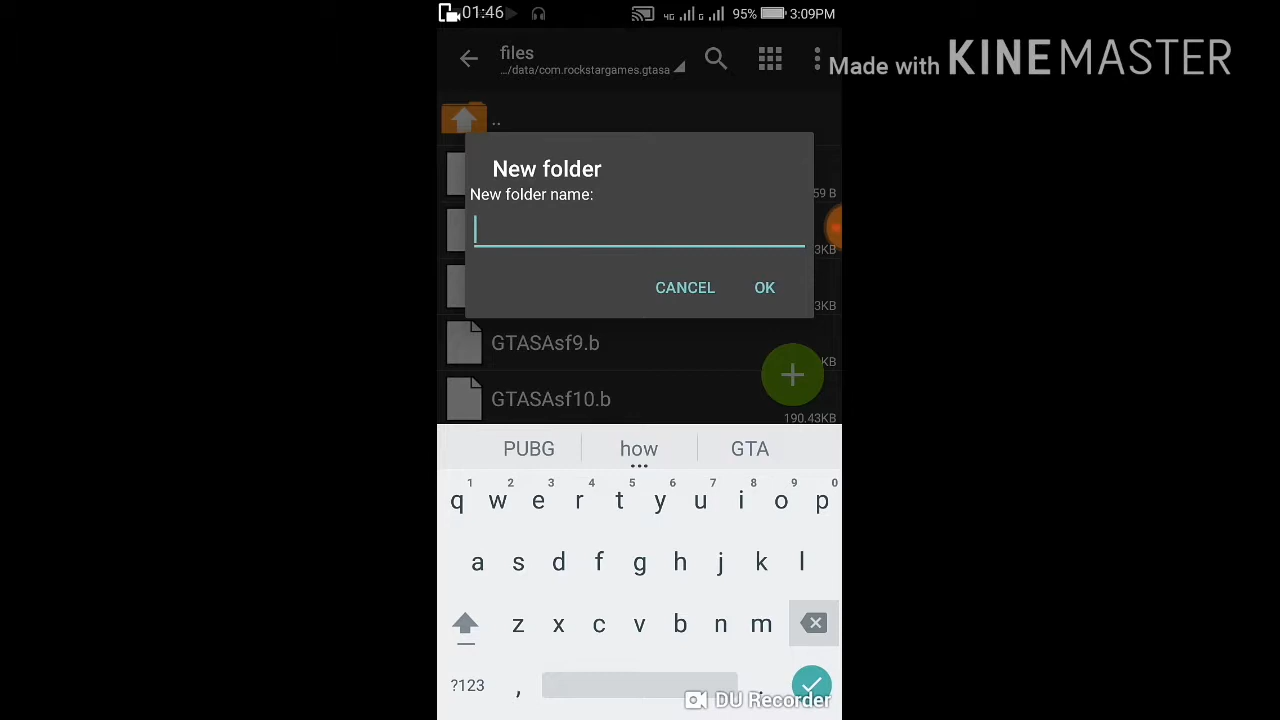 01:46
95% 3:09PM
files
.../data/com.rockstargames.gtasa
Made with KINEMASTER
..
New folder
New folder name:
59 B
3KB
CANCEL OK
3KB
GTASAsf9.b
KB
GTASAsf10.b
190.43KB
PUBG how GTA
1 2 3 4 5 6 7 8 9 0
q w e r t y u i o p
a s d f g h j k l
z x c v b n m
?123 , .
DU Recorder